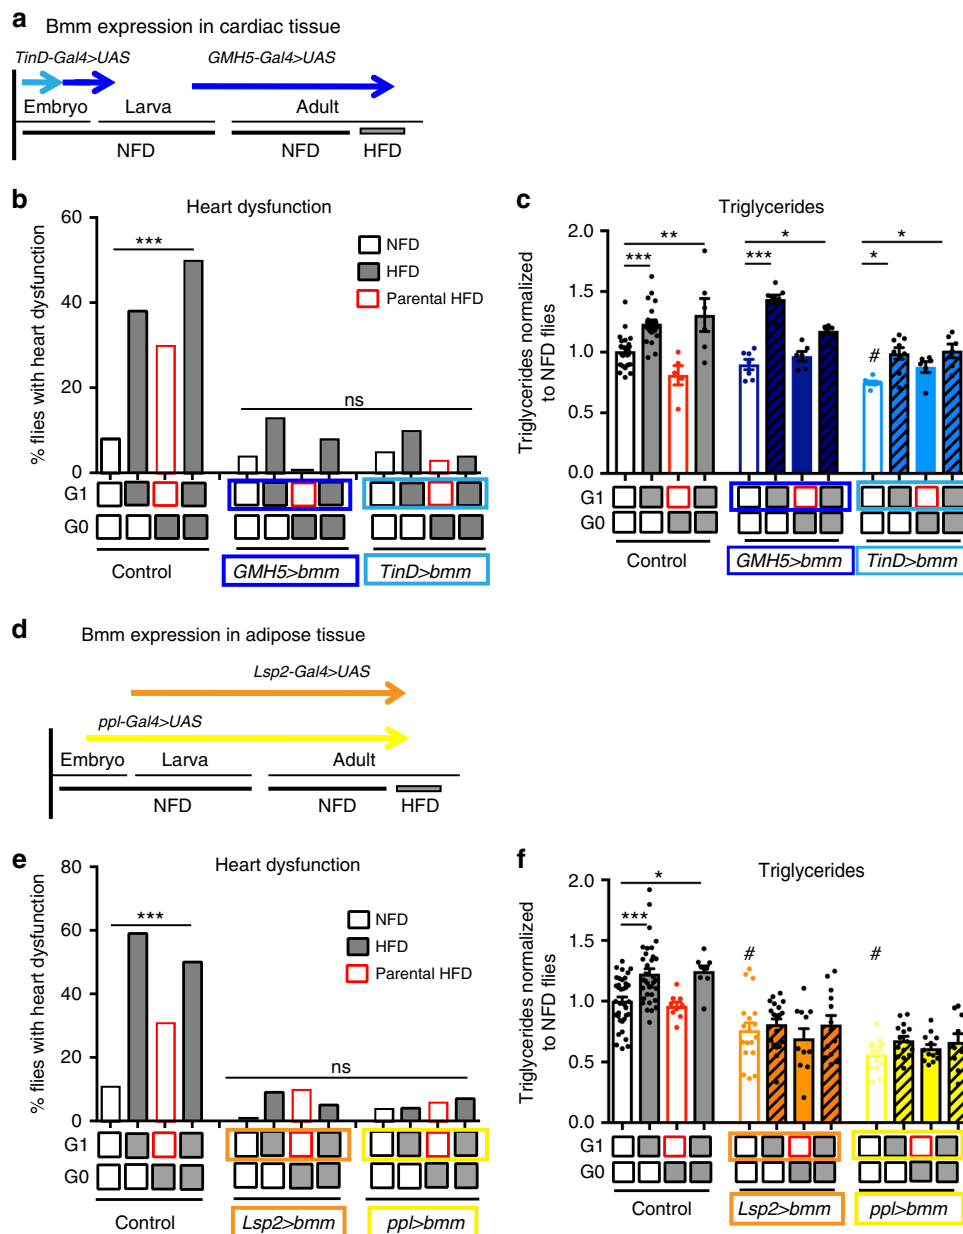 a
Bmm expression in cardiac tissue
TinD-Gal4>UAS
GMH5-Gal4>UAS
Embryo
Larva
Adult
NFD
NFD
HFD
b
Heart dysfunction
% flies with heart dysfunction
60
40
20
0
***
ns
NFD
HFD
Parental HFD
G1
G0
Control
GMH5>bmm
TinD>bmm
c
Triglycerides
Triglycerides normalized
to NFD flies
2.0
1.5
1.0
0.5
0.0
**
***
*
***
*
*
#
G1
G0
Control
GMH5>bmm
TinD>bmm
d
Bmm expression in adipose tissue
Lsp2-Gal4>UAS
ppl-Gal4>UAS
Embryo
Larva
Adult
NFD
NFD
HFD
e
Heart dysfunction
% flies with heart dysfunction
80
60
40
20
0
***
ns
NFD
HFD
Parental HFD
G1
G0
Control
Lsp2>bmm
ppl>bmm
f
Triglycerides
Triglycerides normalized
to NFD flies
2.0
1.5
1.0
0.5
0.0
*
***
#
#
G1
G0
Control
Lsp2>bmm
ppl>bmm